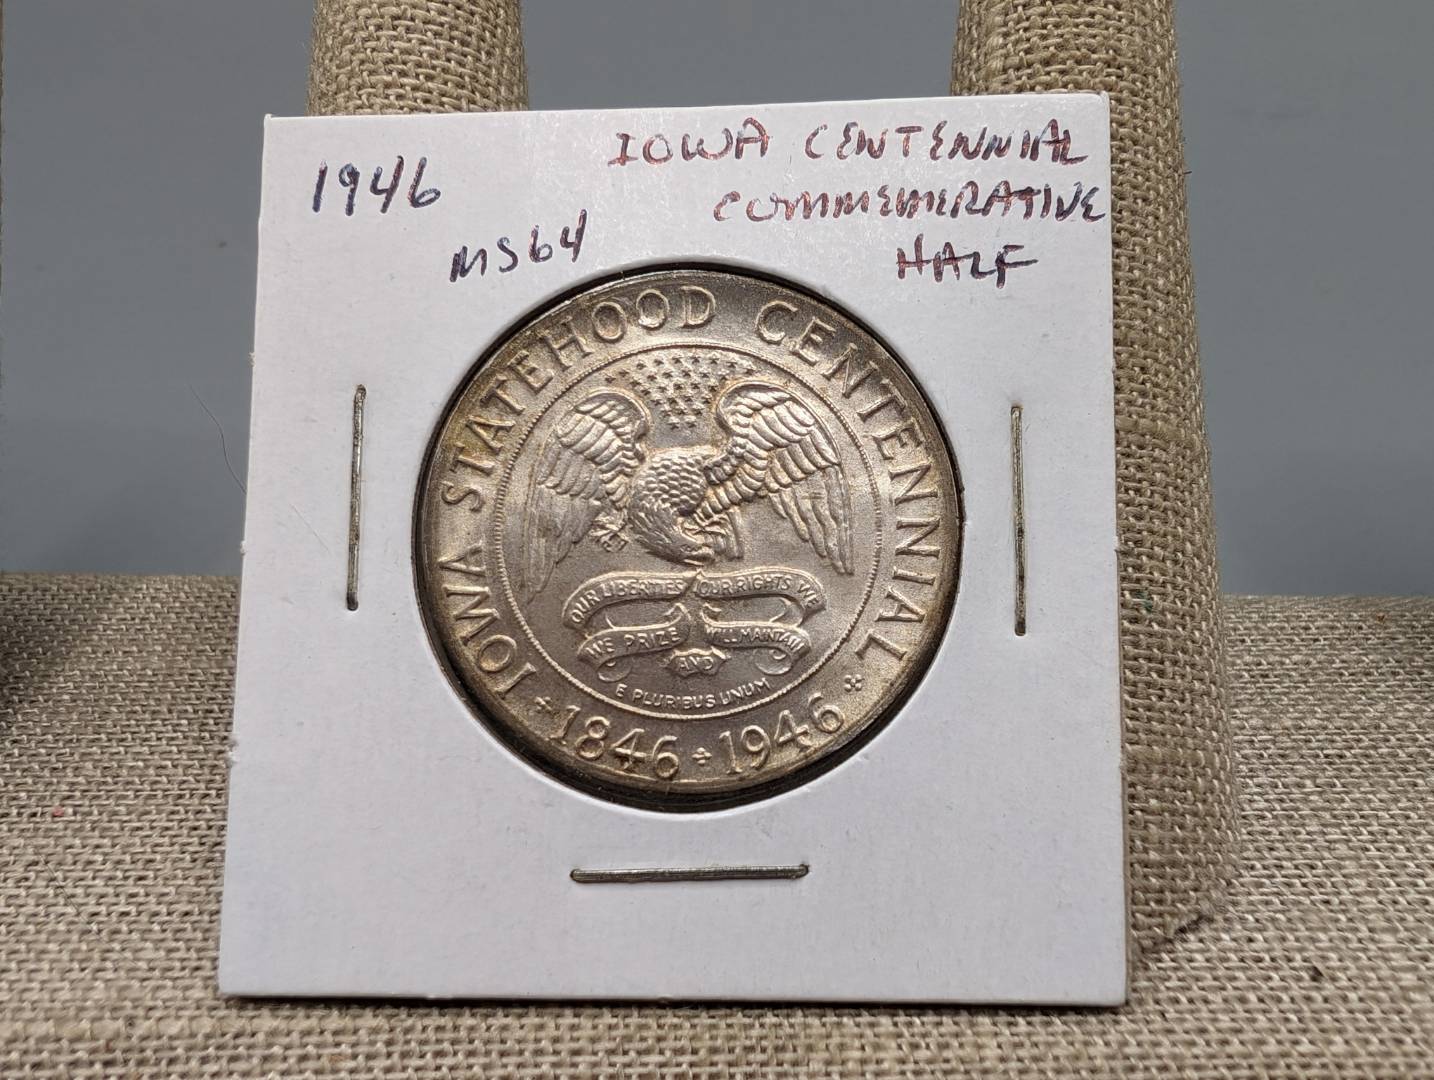 1946
IOWA CENTENNIAL
COMMEMERATIVE
HALF
MS64
IOWA STATEHOOD CENTENNIAL
OUR LIBERTIES OUR RIGHTS WE
WE PRIZE WILL MAINTAIN
AND
E PLURIBUS UNUM
1846 1946